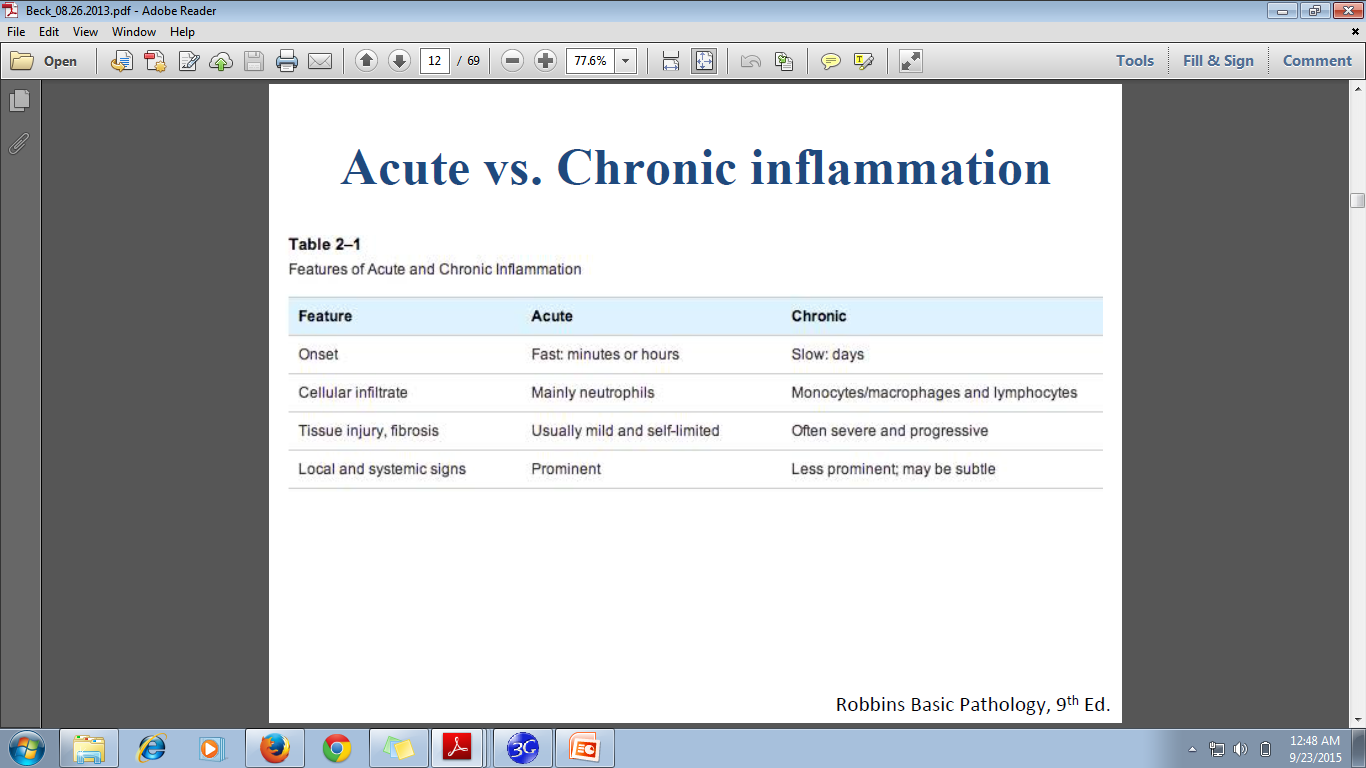 Beck_08.26.2013.pdf - Adobe Reader
File Edit View Window Help
Open 12 / 69 77.6% Tools Fill & Sign Comment
Acute vs. Chronic inflammation
Table 2–1
Features of Acute and Chronic Inflammation
Feature Acute Chronic
Onset Fast: minutes or hours Slow: days
Cellular infiltrate Mainly neutrophils Monocytes/macrophages and lymphocytes
Tissue injury, fibrosis Usually mild and self-limited Often severe and progressive
Local and systemic signs Prominent Less prominent; may be subtle
Robbins Basic Pathology, 9th Ed.
3G
12:48 AM
9/23/2015